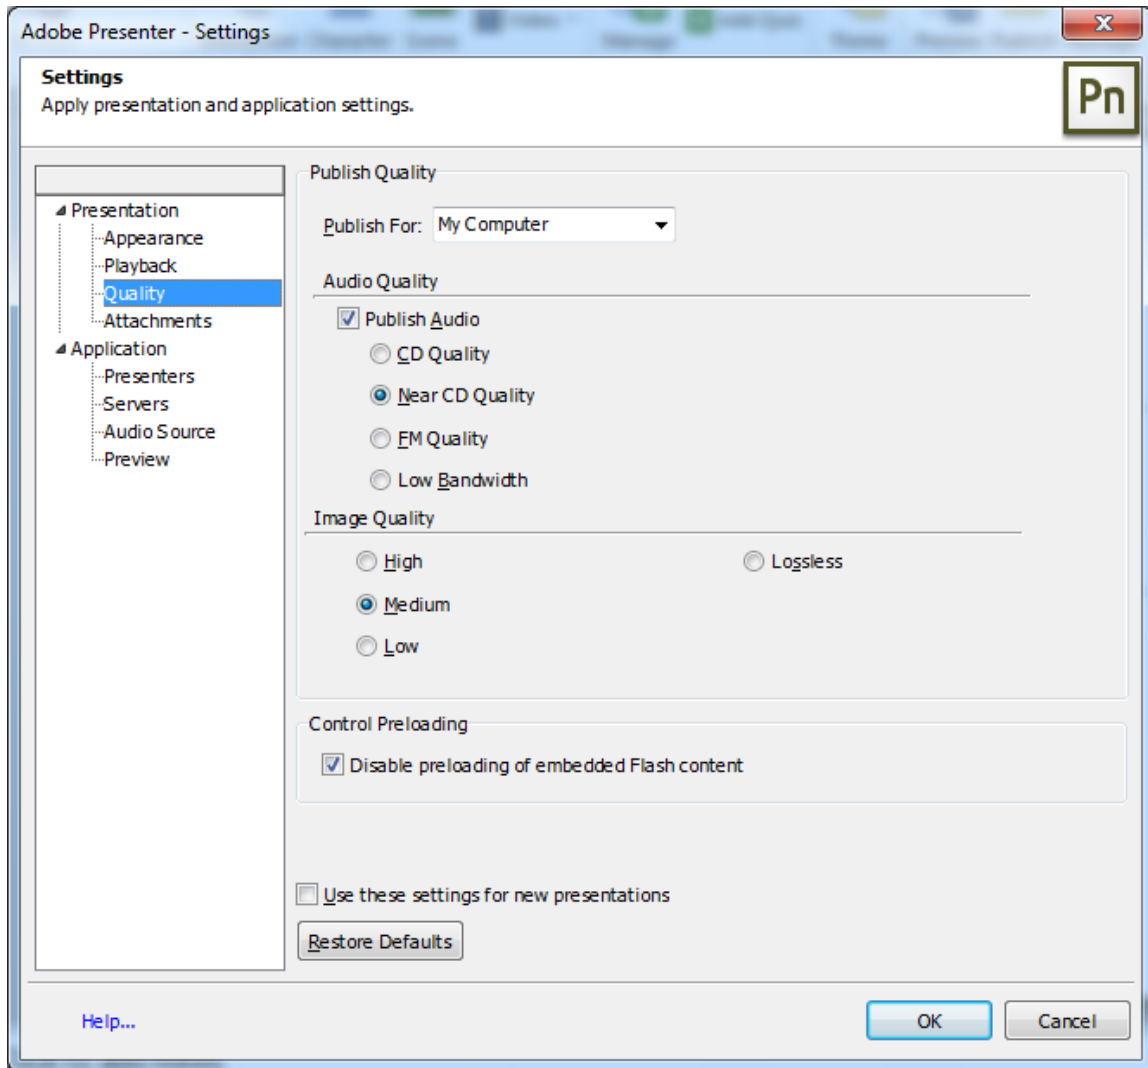 Adobe Presenter - Settings
Settings
Apply presentation and application settings.
Pn
Presentation
Appearance
Playback
Quality
Attachments
Application
Presenters
Servers
Audio Source
Preview
Publish Quality
Publish For: My Computer
Audio Quality
Publish Audio
CD Quality
Near CD Quality
FM Quality
Low Bandwidth
Image Quality
High Lossless
Medium
Low
Control Preloading
Disable preloading of embedded Flash content
Use these settings for new presentations
Restore Defaults
Help... OK Cancel